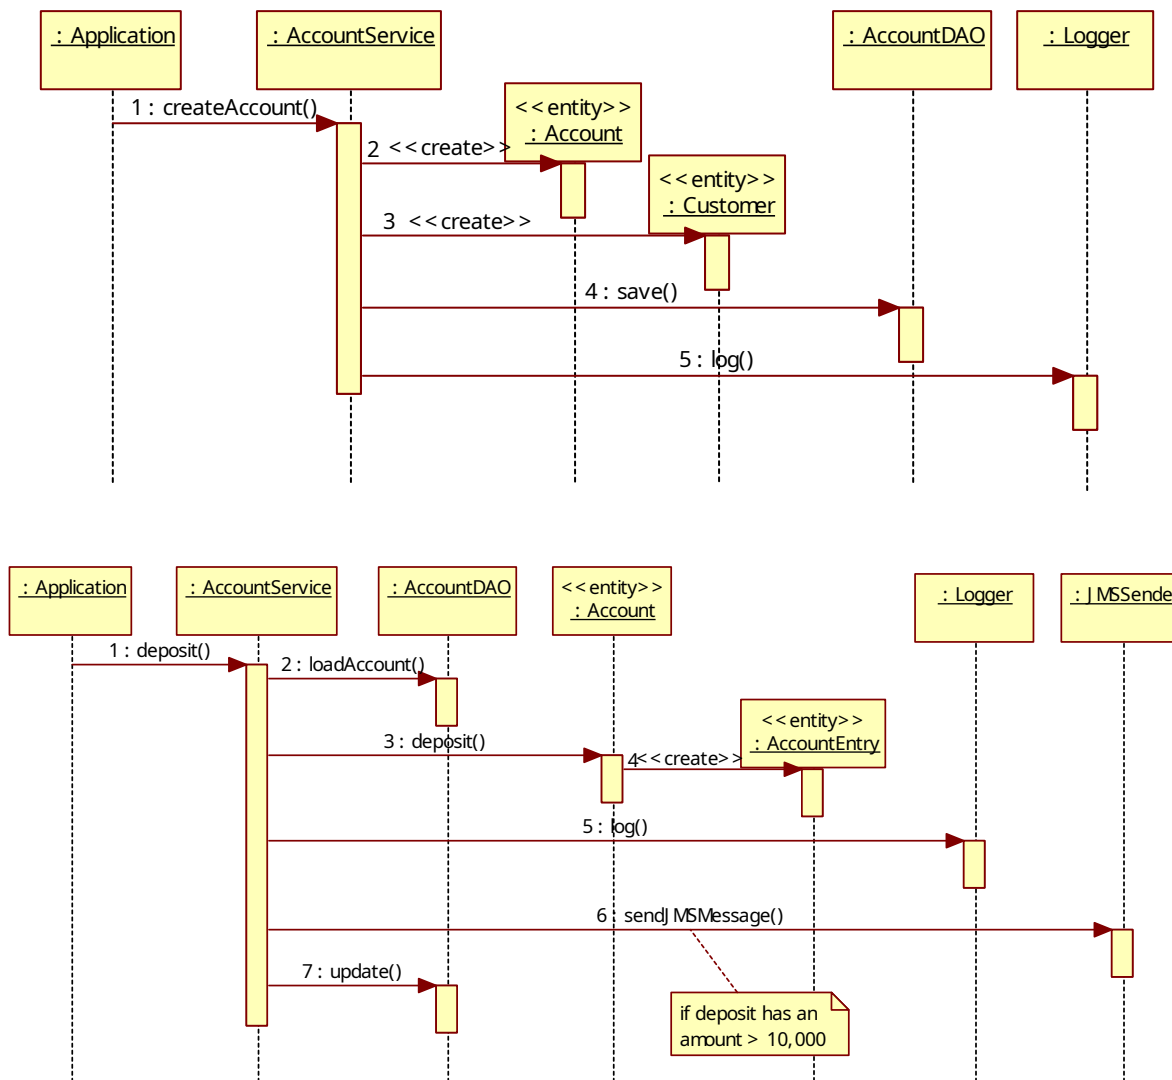 : Application
: AccountService
: AccountDAO
: Logger
<<entity>>
: Account
1 : createAccount()
2 <<create>>
<<entity>>
: Customer
3 <<create>>
4 : save()
5 : log()
: Application
: AccountService
: AccountDAO
<<entity>>
: Account
: Logger
: JMSSende
1 : deposit()
2 : loadAccount()
<<entity>>
: AccountEntry
3 : deposit()
4<<create>>
5 : log()
6 : sendJMSMessage()
7 : update()
if deposit has an
amount > 10,000